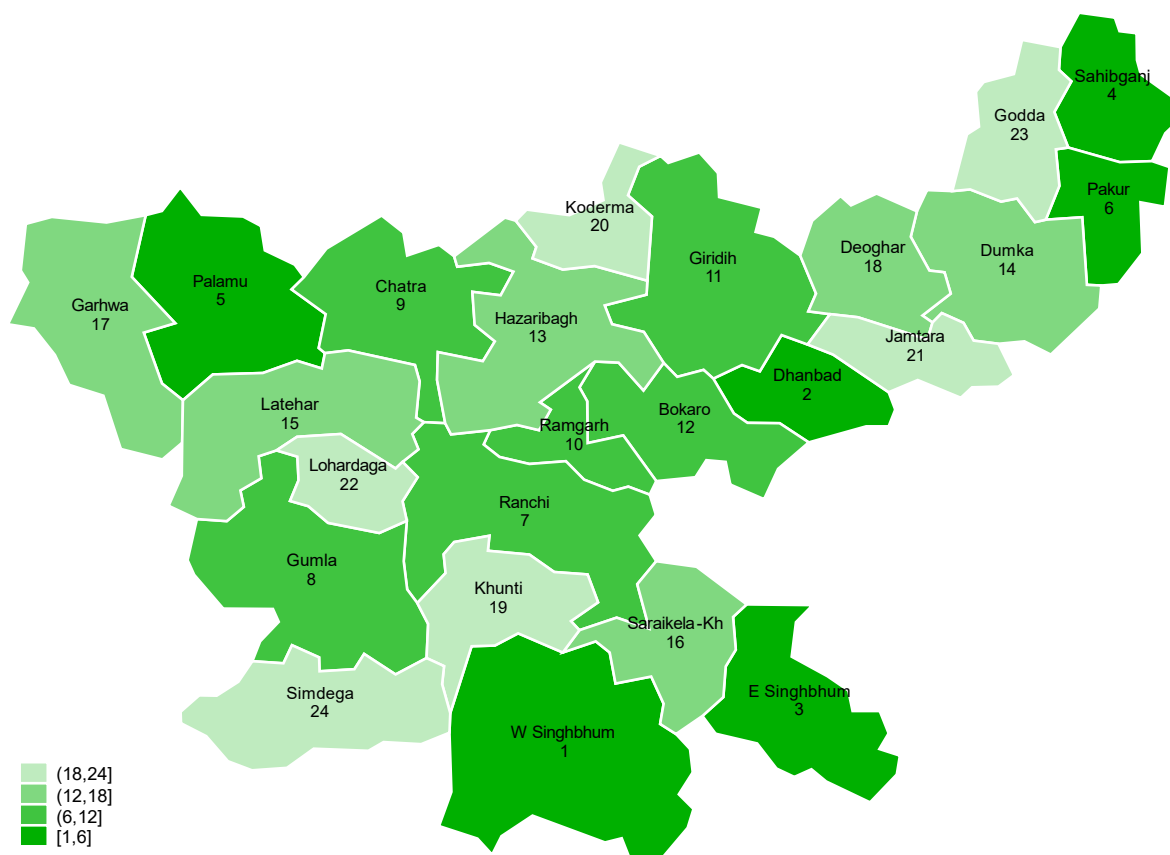 Sahibganj
4
Godda
23
Pakur
6
Koderma
20
Deoghar
18
Dumka
14
Giridih
11
Palamu
5
Chatra
9
Garhwa
17
Hazaribagh
13
Jamtara
21
Dhanbad
2
Latehar
15
Bokaro
12
Ramgarh
10
Lohardaga
22
Ranchi
7
Gumla
8
Khunti
19
Saraikela-Kh
16
Simdega
24
E Singhbhum
3
W Singhbhum
1
(18,24]
(12,18]
(6,12]
[1,6]